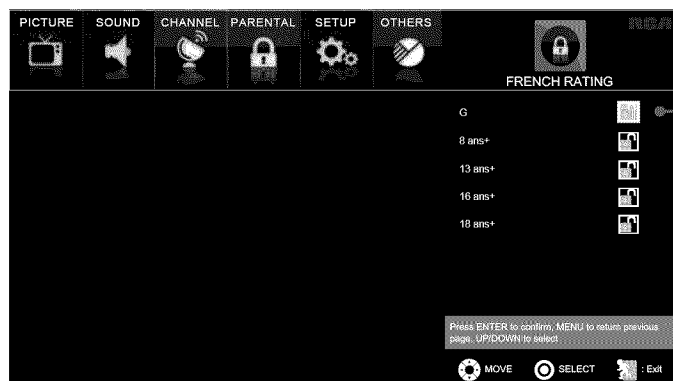 PICTURE SOUND CHANNEL PARENTAL SETUP OTHERS
RCA
FRENCH RATING
G
8 ans+
13 ans+
16 ans+
18 ans+
Press ENTER to confirm, MENU to return previous
page, UP/DOWN to select
MOVE SELECT : Exit